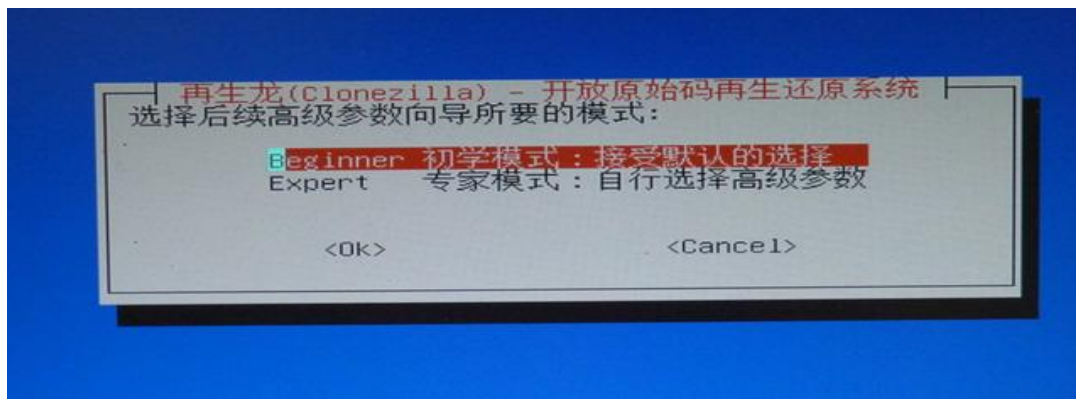 再生龙(Clonezilla) - 开放原始码再生还原系统
选择后续高级参数向导所要的模式:
Beginner 初学模式：接受默认的选择
Expert 专家模式：自行选择高级参数
<Ok> <Cancel>